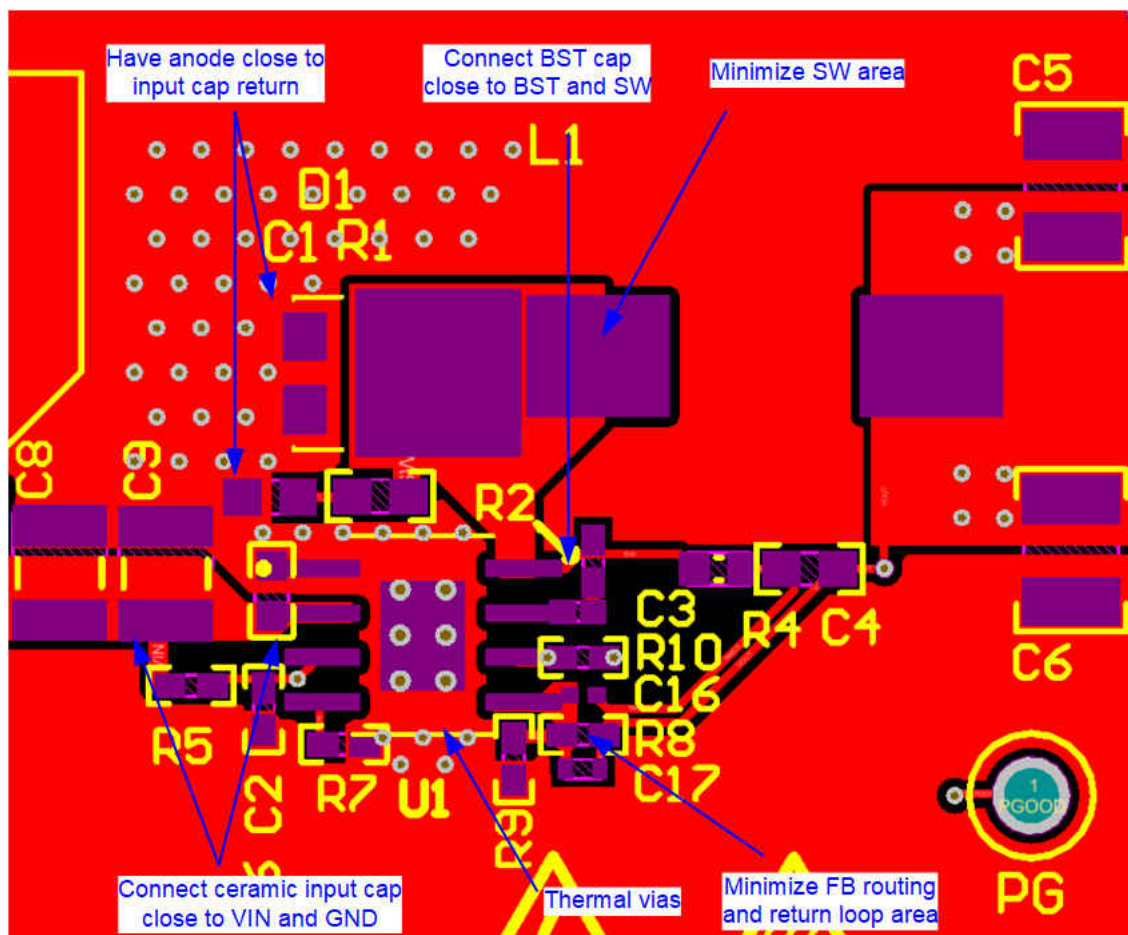 Have anode close to
input cap return
Connect BST cap
close to BST and SW
Minimize SW area
C5
L1
D1
C1 R1
C8
C9
R2
C3
R4
C4
R10
C16
C6
R5
C2
R7
U1
R9
R8
C17
1
PGOOD
PG
VIN
Connect ceramic input cap
close to VIN and GND
Thermal vias
Minimize FB routing
and return loop area